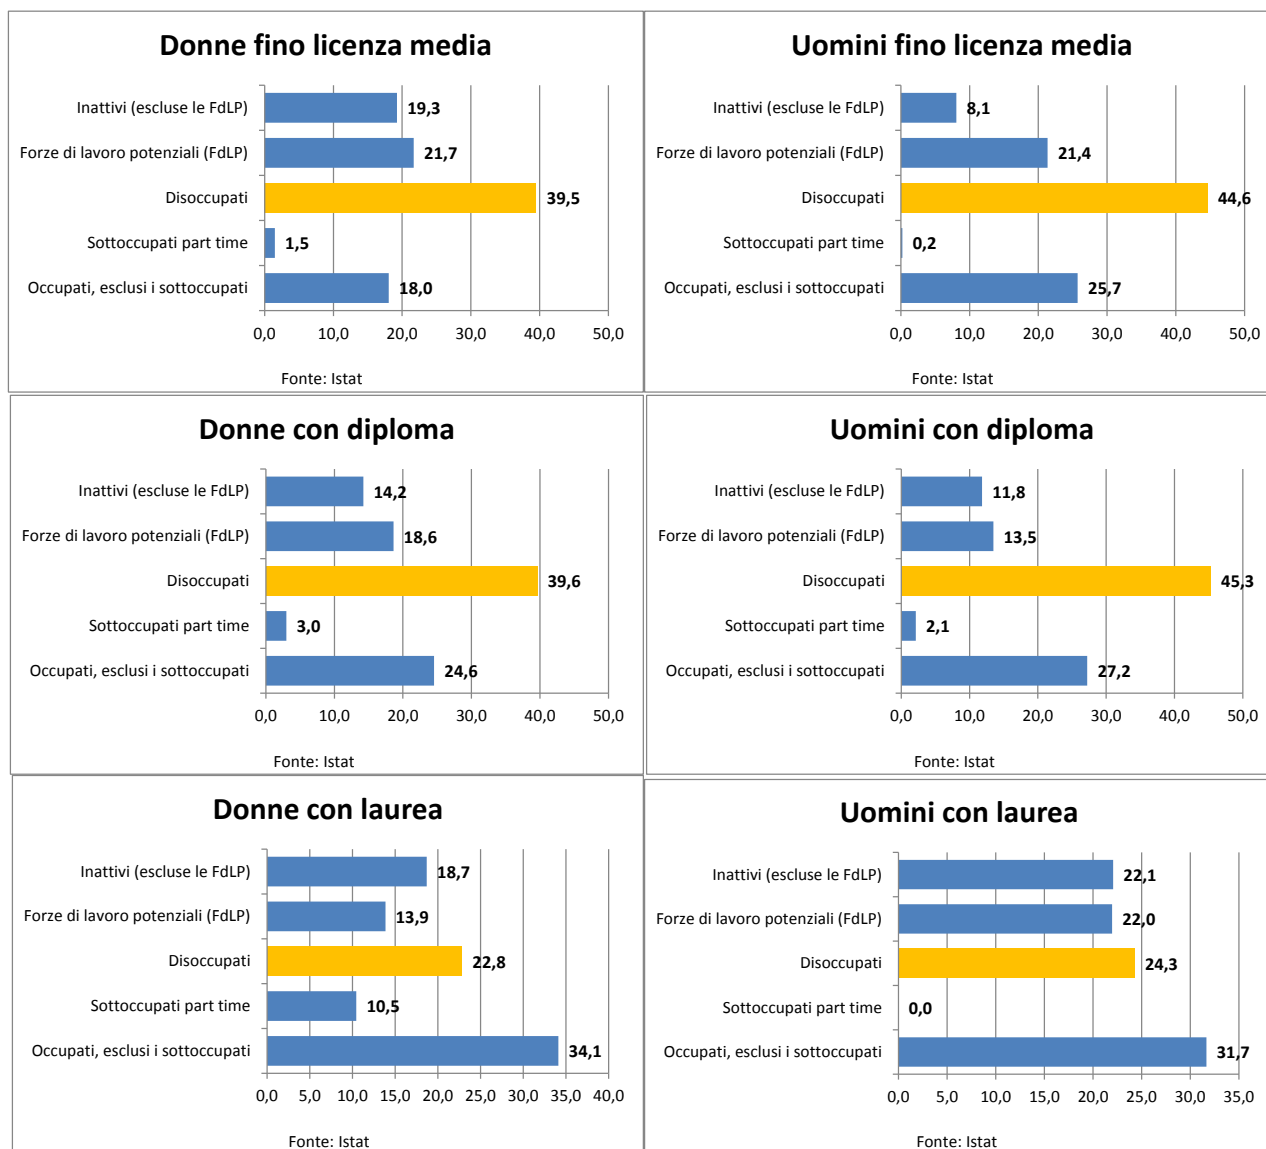 Donne fino licenza media
Inattivi (escluse le FdLP)
19,3
Forze di lavoro potenziali (FdLP)
21,7
Disoccupati
39,5
Sottoccupati part time
1,5
Occupati, esclusi i sottoccupati
18,0
0,0 10,0 20,0 30,0 40,0 50,0
Fonte: Istat
Uomini fino licenza media
Inattivi (escluse le FdLP)
8,1
Forze di lavoro potenziali (FdLP)
21,4
Disoccupati
44,6
Sottoccupati part time
0,2
Occupati, esclusi i sottoccupati
25,7
0,0 10,0 20,0 30,0 40,0 50,0
Fonte: Istat
Donne con diploma
Inattivi (escluse le FdLP)
14,2
Forze di lavoro potenziali (FdLP)
18,6
Disoccupati
39,6
Sottoccupati part time
3,0
Occupati, esclusi i sottoccupati
24,6
0,0 10,0 20,0 30,0 40,0 50,0
Fonte: Istat
Uomini con diploma
Inattivi (escluse le FdLP)
11,8
Forze di lavoro potenziali (FdLP)
13,5
Disoccupati
45,3
Sottoccupati part time
2,1
Occupati, esclusi i sottoccupati
27,2
0,0 10,0 20,0 30,0 40,0 50,0
Fonte: Istat
Donne con laurea
Inattivi (escluse le FdLP)
18,7
Forze di lavoro potenziali (FdLP)
13,9
Disoccupati
22,8
Sottoccupati part time
10,5
Occupati, esclusi i sottoccupati
34,1
0,0 5,0 10,0 15,0 20,0 25,0 30,0 35,0 40,0
Fonte: Istat
Uomini con laurea
Inattivi (escluse le FdLP)
22,1
Forze di lavoro potenziali (FdLP)
22,0
Disoccupati
24,3
Sottoccupati part time
0,0
Occupati, esclusi i sottoccupati
31,7
0,0 5,0 10,0 15,0 20,0 25,0 30,0 35,0
Fonte: Istat